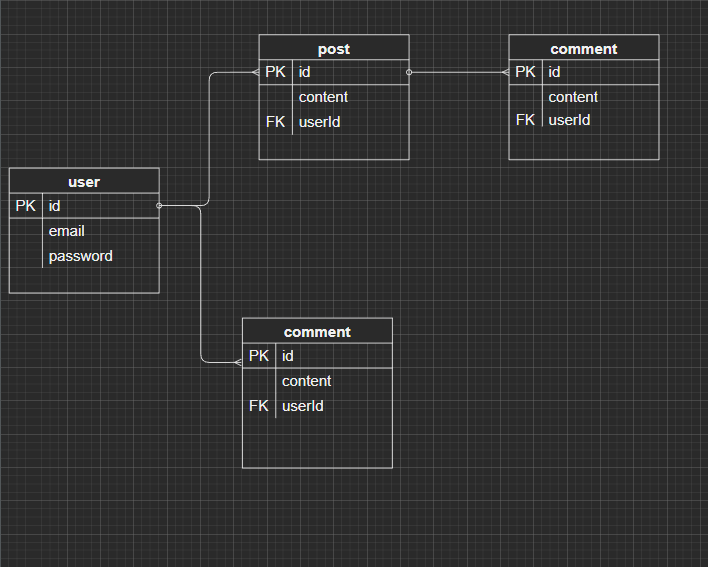 post
PK id
content
FK userId
comment
PK id
content
FK userId
user
PK id
email
password
comment
PK id
content
FK userId